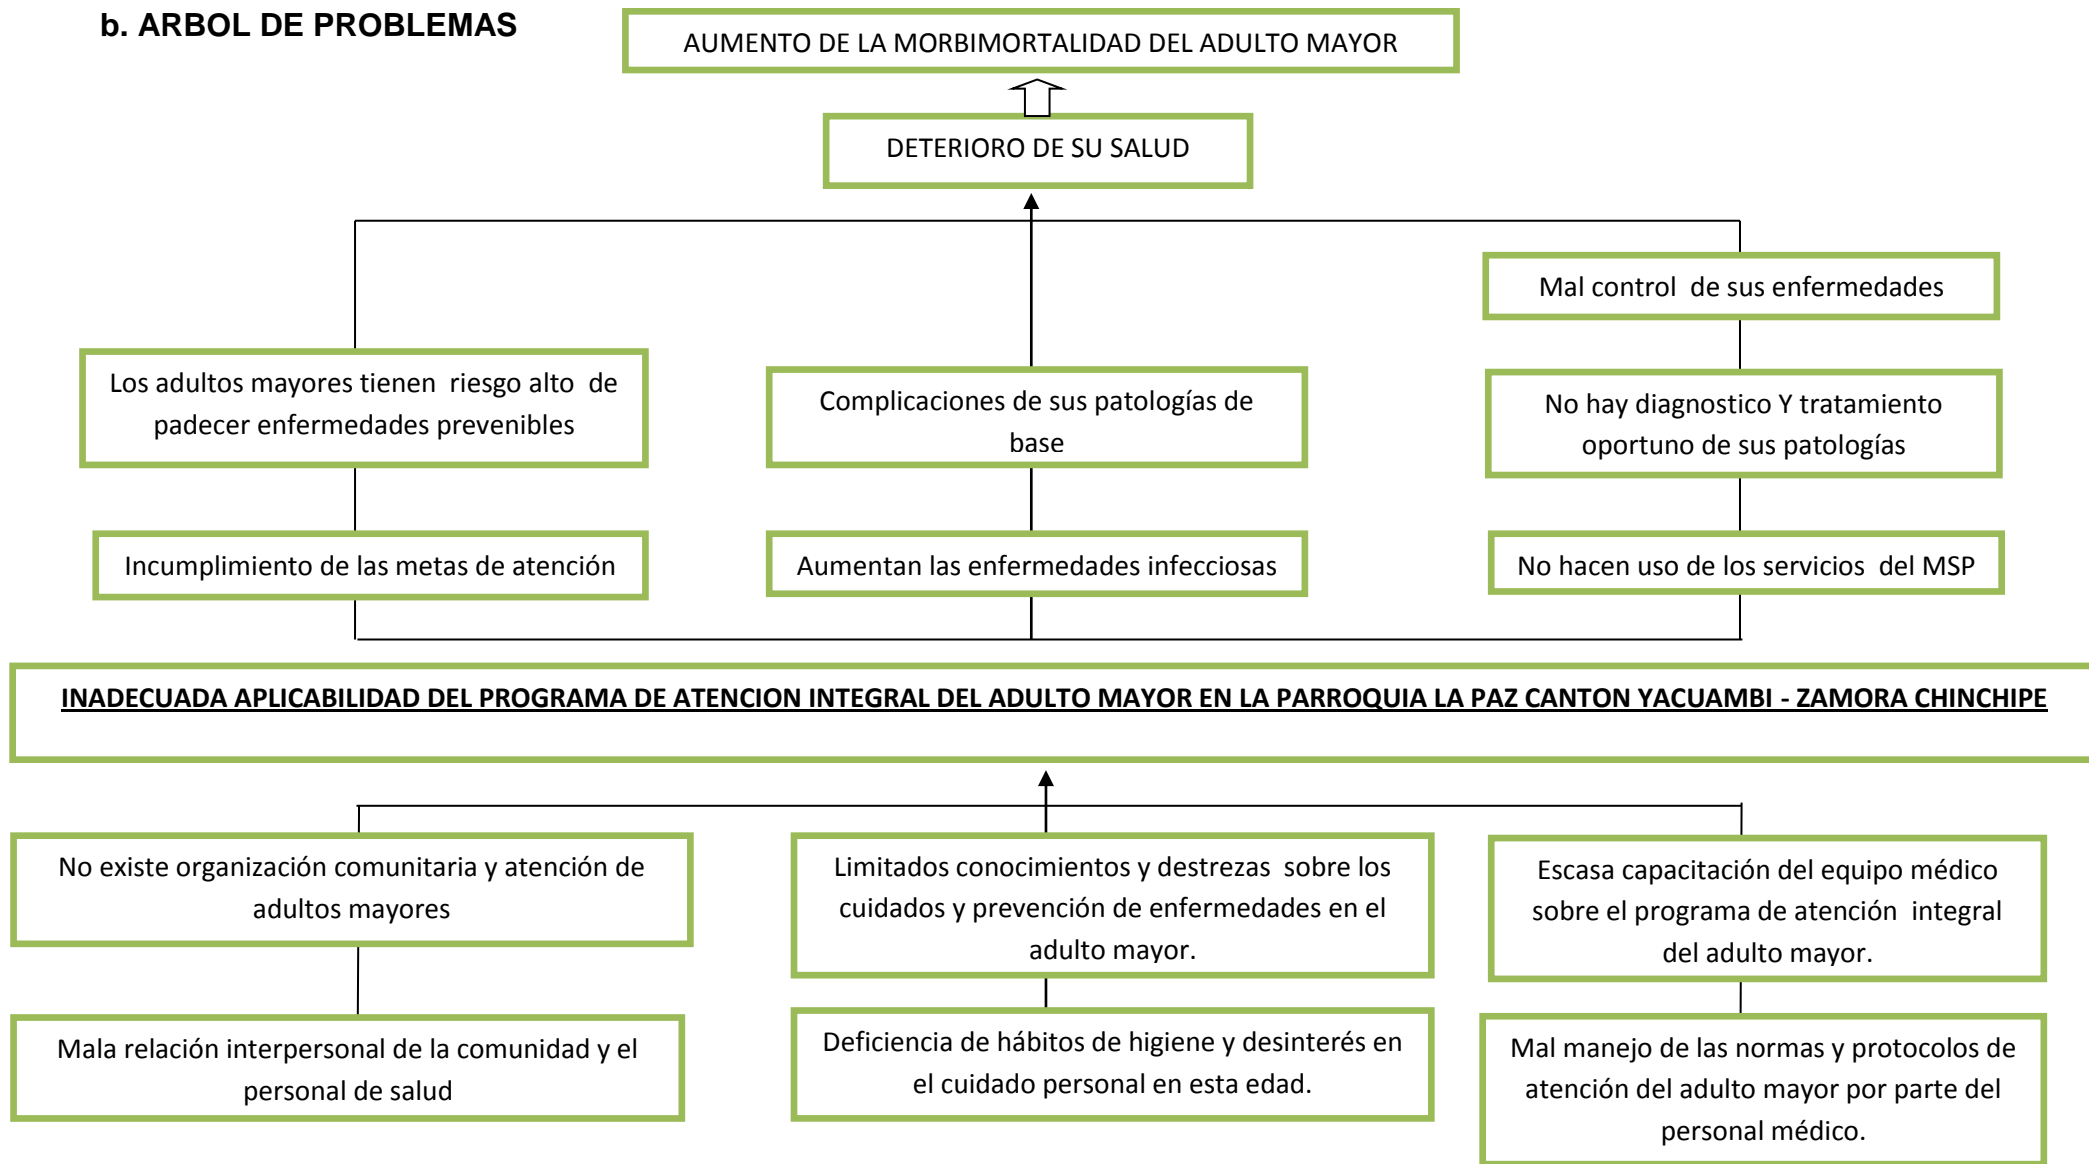 b. ARBOL DE PROBLEMAS
AUMENTO DE LA MORBIMORTALIDAD DEL ADULTO MAYOR
DETERIORO DE SU SALUD
Mal control de sus enfermedades
Los adultos mayores tienen riesgo alto de
padecer enfermedades prevenibles
Complicaciones de sus patologías de
base
No hay diagnostico Y tratamiento
oportuno de sus patologías
Incumplimiento de las metas de atención
Aumentan las enfermedades infecciosas
No hacen uso de los servicios del MSP
INADECUADA APLICABILIDAD DEL PROGRAMA DE ATENCION INTEGRAL DEL ADULTO MAYOR EN LA PARROQUIA LA PAZ CANTON YACUAMBI - ZAMORA CHINCHIPE
No existe organización comunitaria y atención de
adultos mayores
Limitados conocimientos y destrezas sobre los
cuidados y prevención de enfermedades en el
adulto mayor.
Escasa capacitación del equipo médico
sobre el programa de atención integral
del adulto mayor.
Mala relación interpersonal de la comunidad y el
personal de salud
Deficiencia de hábitos de higiene y desinterés en
el cuidado personal en esta edad.
Mal manejo de las normas y protocolos de
atención del adulto mayor por parte del
personal médico.